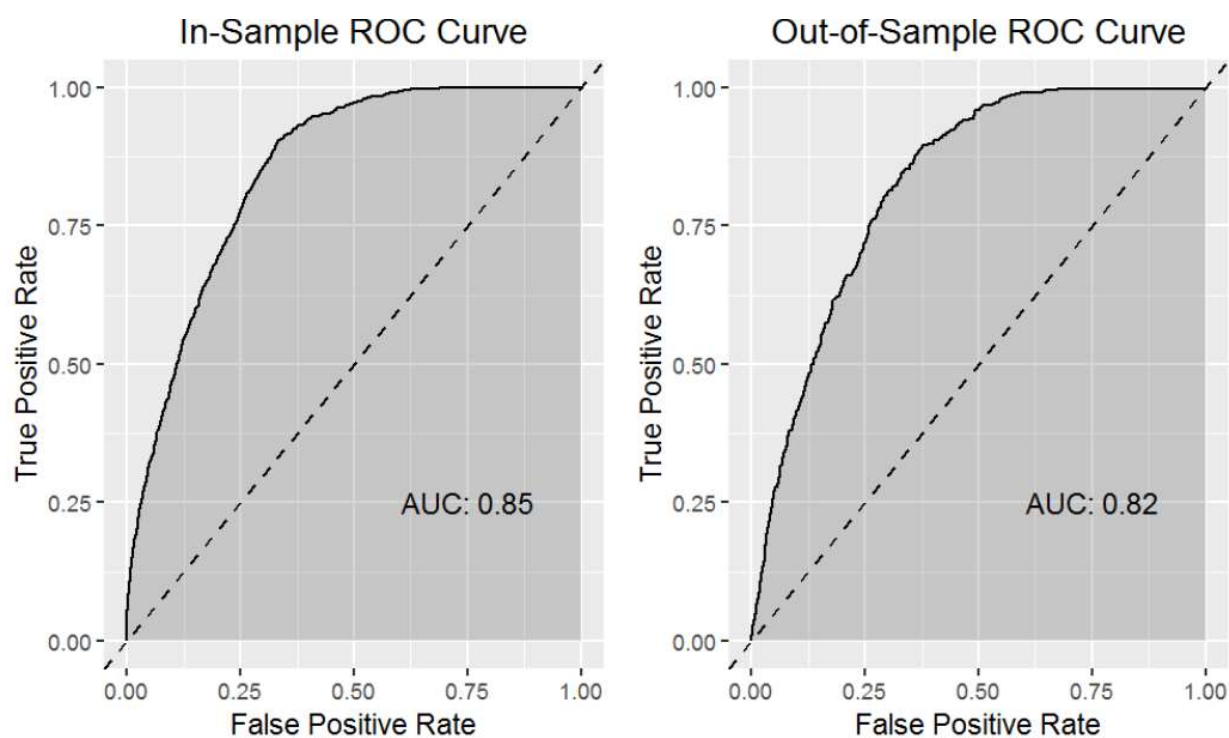 In-Sample ROC Curve
1.00
0.75
0.50
0.25
0.00
True Positive Rate
AUC: 0.85
0.00 0.25 0.50 0.75 1.00
False Positive Rate
Out-of-Sample ROC Curve
1.00
0.75
0.50
0.25
0.00
True Positive Rate
AUC: 0.82
0.00 0.25 0.50 0.75 1.00
False Positive Rate